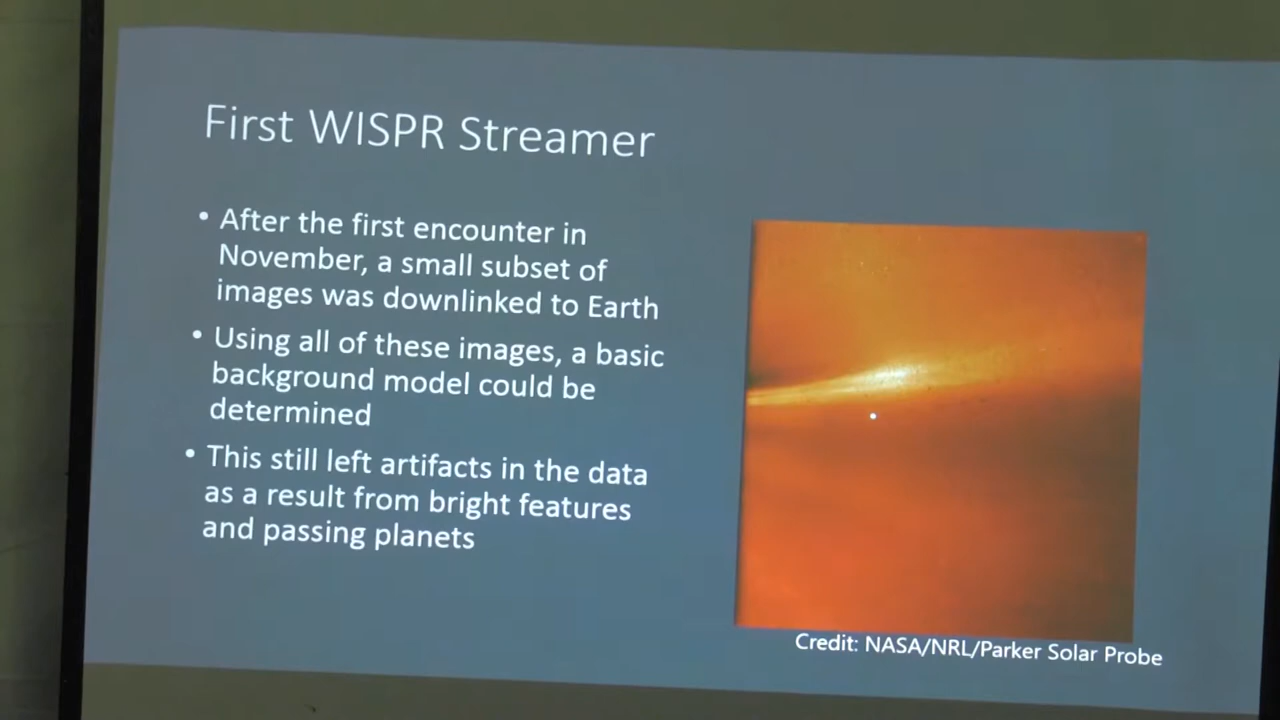 First WISPR Streamer
• After the first encounter in
November, a small subset of
images was downlinked to Earth
• Using all of these images, a basic
background model could be
determined
• This still left artifacts in the data
as a result from bright features
and passing planets
Credit: NASA/NRL/Parker Solar Probe